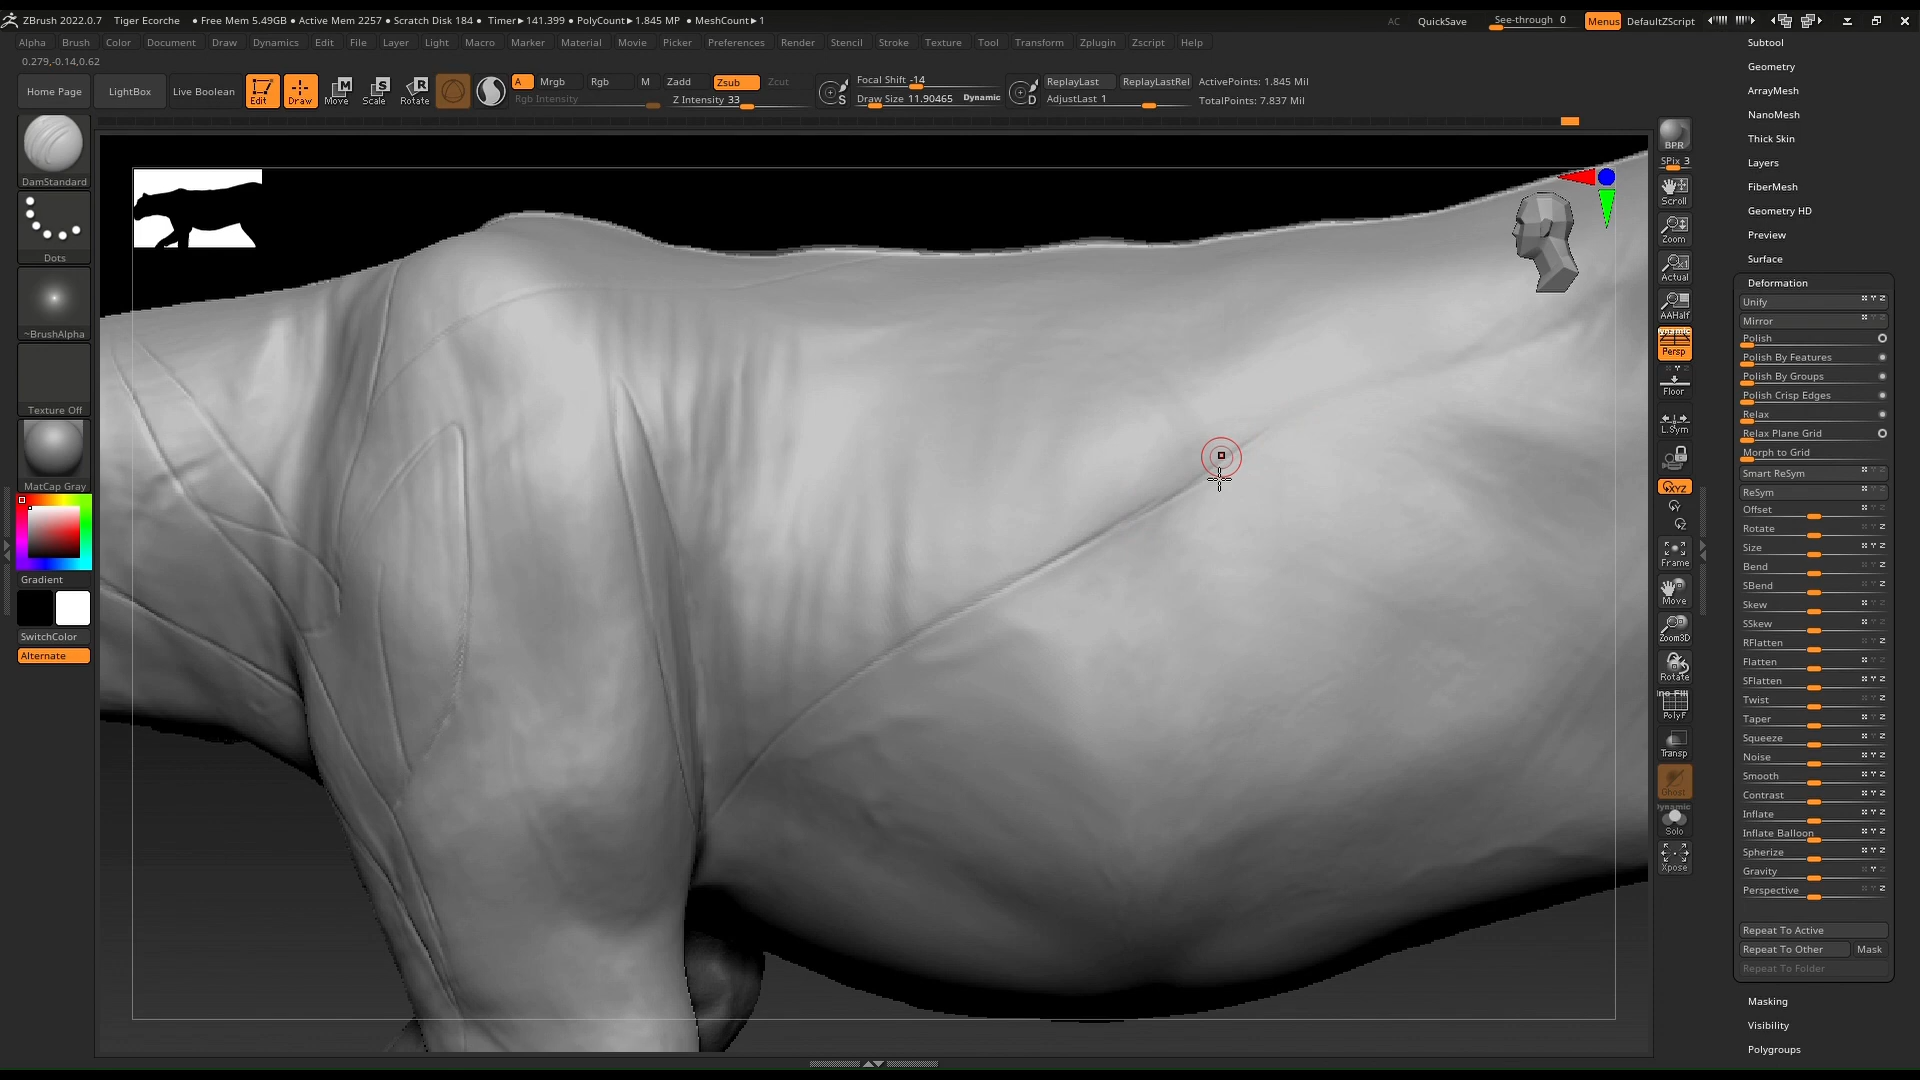 ZBrush 2022.0.7 Tiger Ecorche • Free Mem 5.49GB • Active Mem 2257 • Scratch Disk 184 • Timer▶141.399 • PolyCount▶1.845 MP • MeshCount▶1 AC QuickSave See-through 0 Menus DefaultZScript
Alpha Brush Color Document Draw Dynamics Edit File Layer Light Macro Marker Material Movie Picker Preferences Render Stencil Stroke Texture Tool Transform Zplugin Zscript Help
0.279,-0.14,0.62
Home Page LightBox Live Boolean Edit Draw Move Scale Rotate
A Mrgb Rgb M Zadd Zsub Zcut
Rgb Intensity Z Intensity 33
S Focal Shift -14
Draw Size 11.90465 Dynamic
D ReplayLast ReplayLastRel ActivePoints: 1.845 Mil
AdjustLast 1 TotalPoints: 7.837 Mil
DamStandard
Dots
~BrushAlpha
Texture Off
MatCap Gray
Gradient
SwitchColor
Alternate
BPR
SPix 3
Scroll
Zoom
Actual
AAHalf
Persp
Floor
L.Sym
XYZ
Y
Z
Frame
Move
Zoom3D
Rotate
PolyF
Transp
Ghost
Dynamic
Solo
Xpose
Subtool
Geometry
ArrayMesh
NanoMesh
Thick Skin
Layers
FiberMesh
Geometry HD
Preview
Surface
Deformation
Unify
Mirror
Polish
Polish By Features
Polish By Groups
Polish Crisp Edges
Relax
Relax Plane Grid
Morph to Grid
Smart ReSym
ReSym
Offset
Rotate
Size
Bend
SBend
Skew
SSkew
RFlatten
Flatten
SFlatten
Twist
Taper
Squeeze
Noise
Smooth
Contrast
Inflate
Inflate Balloon
Spherize
Gravity
Perspective
Repeat To Active
Repeat To Other Mask
Repeat To Folder
Masking
Visibility
Polygroups